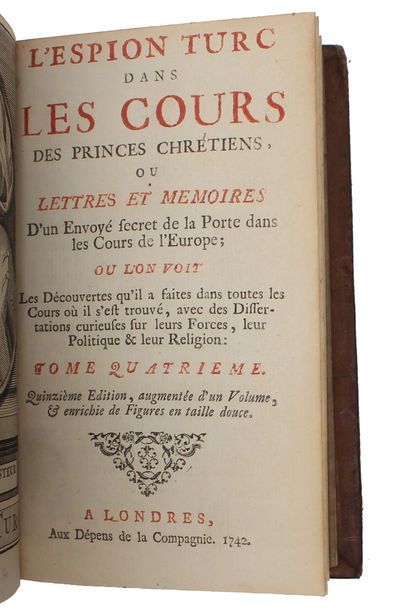 L'ESPION TURC
DANS
LES COURS
DES PRINCES CHRÉTIENS,
OU
LETTRES ET MEMOIRES
D'un Envoyé ſecret de la Porte dans
les Cours de l'Europe;
OU L'ON VOIT
Les Découvertes qu'il a faites dans toutes les
Cours où il s'eſt trouvé, avec des Diſſer-
tations curieuſes ſur leurs Forces, leur
Politique & leur Religion:
TOME QUATRIEME.
Quinzième Edition, augmentée d'un Volume,
& enrichie de Figures en taille douce.
A LONDRES,
Aux Dépens de la Compagnie. 1742.